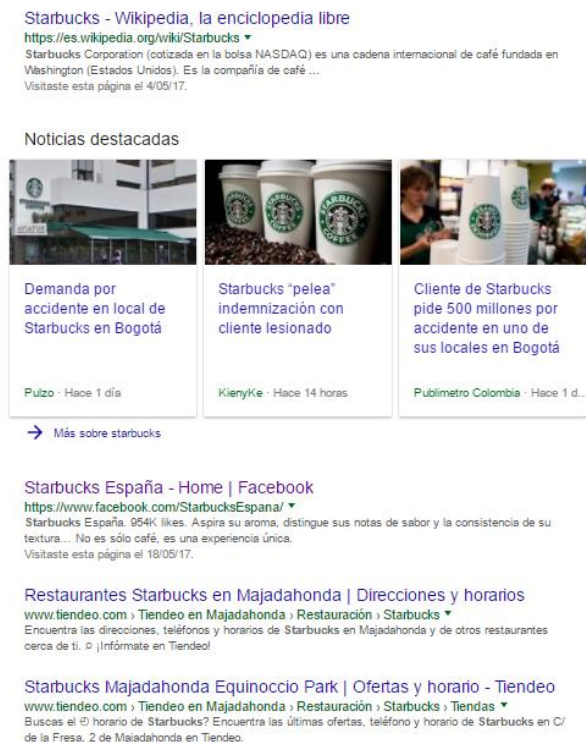 Starbucks - Wikipedia, la enciclopedia libre
https://es.wikipedia.org/wiki/Starbucks ▼
Starbucks Corporation (cotizada en la bolsa NASDAQ) es una cadena internacional de café fundada en
Washington (Estados Unidos). Es la compañía de café ...
Visitaste esta página el 4/05/17.
Noticias destacadas
STARBUCKS COFFEE
Demanda por
accidente en local de
Starbucks en Bogotá
Pulzo · Hace 1 día
Starbucks “pelea”
indemnización con
cliente lesionado
KienyKe · Hace 14 horas
Cliente de Starbucks
pide 500 millones por
accidente en uno de
sus locales en Bogotá
Publimetro Colombia · Hace 1 d...
→ Más sobre starbucks
Starbucks España - Home | Facebook
https://www.facebook.com/StarbucksEspana/ ▼
Starbucks España. 954K likes. Aspira su aroma, distingue sus notas de sabor y la consistencia de su
textura... No es sólo café, es una experiencia única.
Visitaste esta página el 18/05/17.
Restaurantes Starbucks en Majadahonda | Direcciones y horarios
www.tiendeo.com › Tiendeo en Majadahonda › Restauración › Starbucks ▼
Encuentra las direcciones, teléfonos y horarios de Starbucks en Majadahonda y de otros restaurantes
cerca de ti. ¡Infórmate en Tiendeo!
Starbucks Majadahonda Equinoccio Park | Ofertas y horario - Tiendeo
www.tiendeo.com › Tiendeo en Majadahonda › Restauración › Starbucks › Tiendas ▼
Buscas el horario de Starbucks? Encuentra las últimas ofertas, teléfono y horario de Starbucks en C/
de la Fresa, 2 de Majadahonda en Tiendeo.